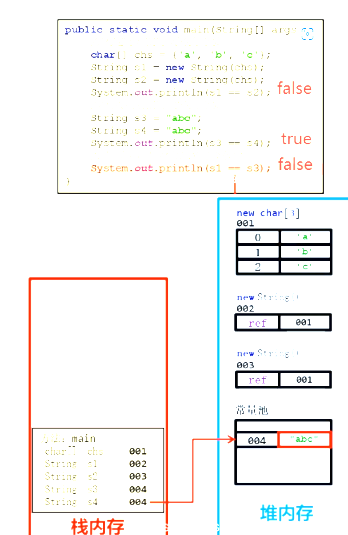 public static void main(String[] args
char[] chs = {'a', 'b', 'c'};
String s1 = new String(chs);
String s2 = new String(chs);
System.out.println(s1 == s2); false
String s3 = "abc";
String s4 = "abc";
System.out.println(s3 == s4); true
System.out.println(s1 == s3); false
}
new char[3]
001
0 'a'
1 'b'
2 'c'
new String
002
ref 001
new String
003
ref 001
常量池
004 "abc"
main
char[] chs 001
String s1 002
String s2 003
String s3 004
String s4 004
栈内存
堆内存